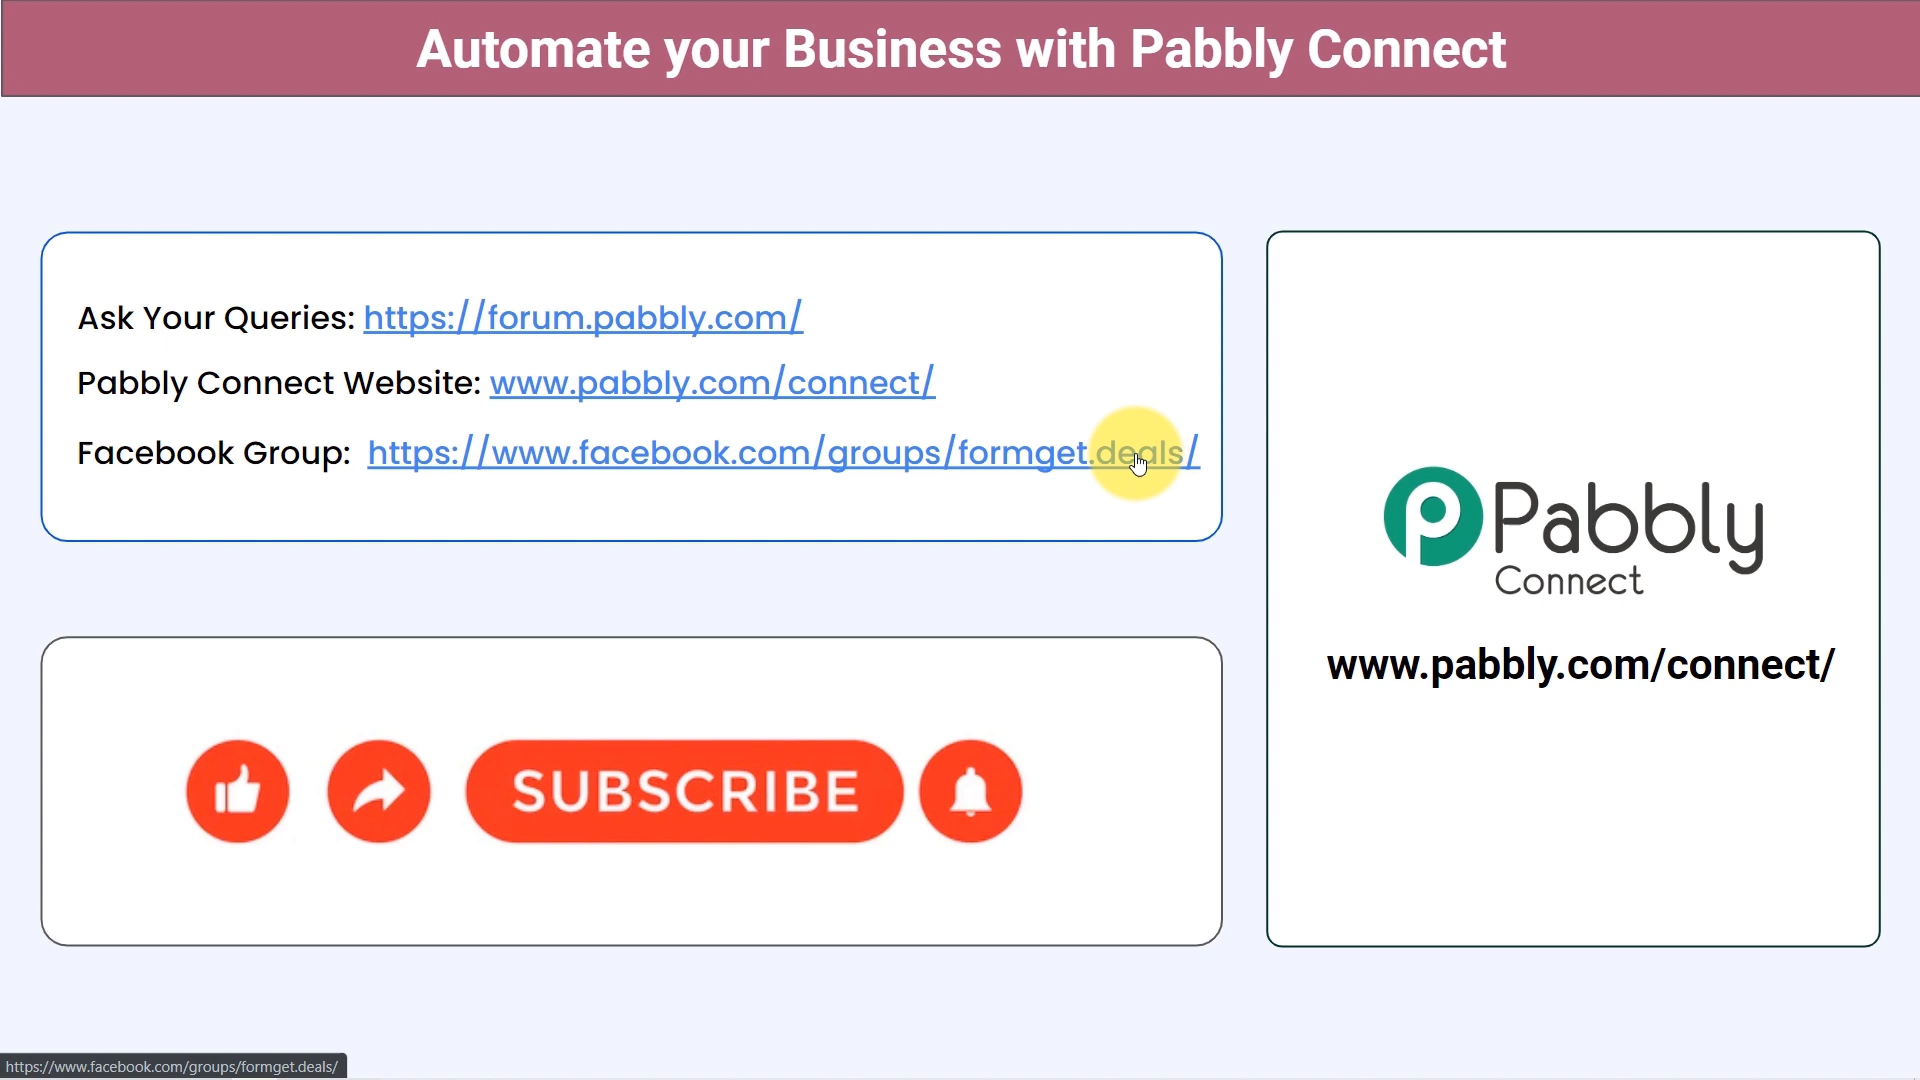 Automate your Business with Pabbly Connect
Ask Your Queries: https://forum.pabbly.com/
Pabbly Connect Website: www.pabbly.com/connect/
Facebook Group: https://www.facebook.com/groups/formget.deals/
SUBSCRIBE
Pabbly
Connect
www.pabbly.com/connect/
https://www.facebook.com/groups/formget.deals/